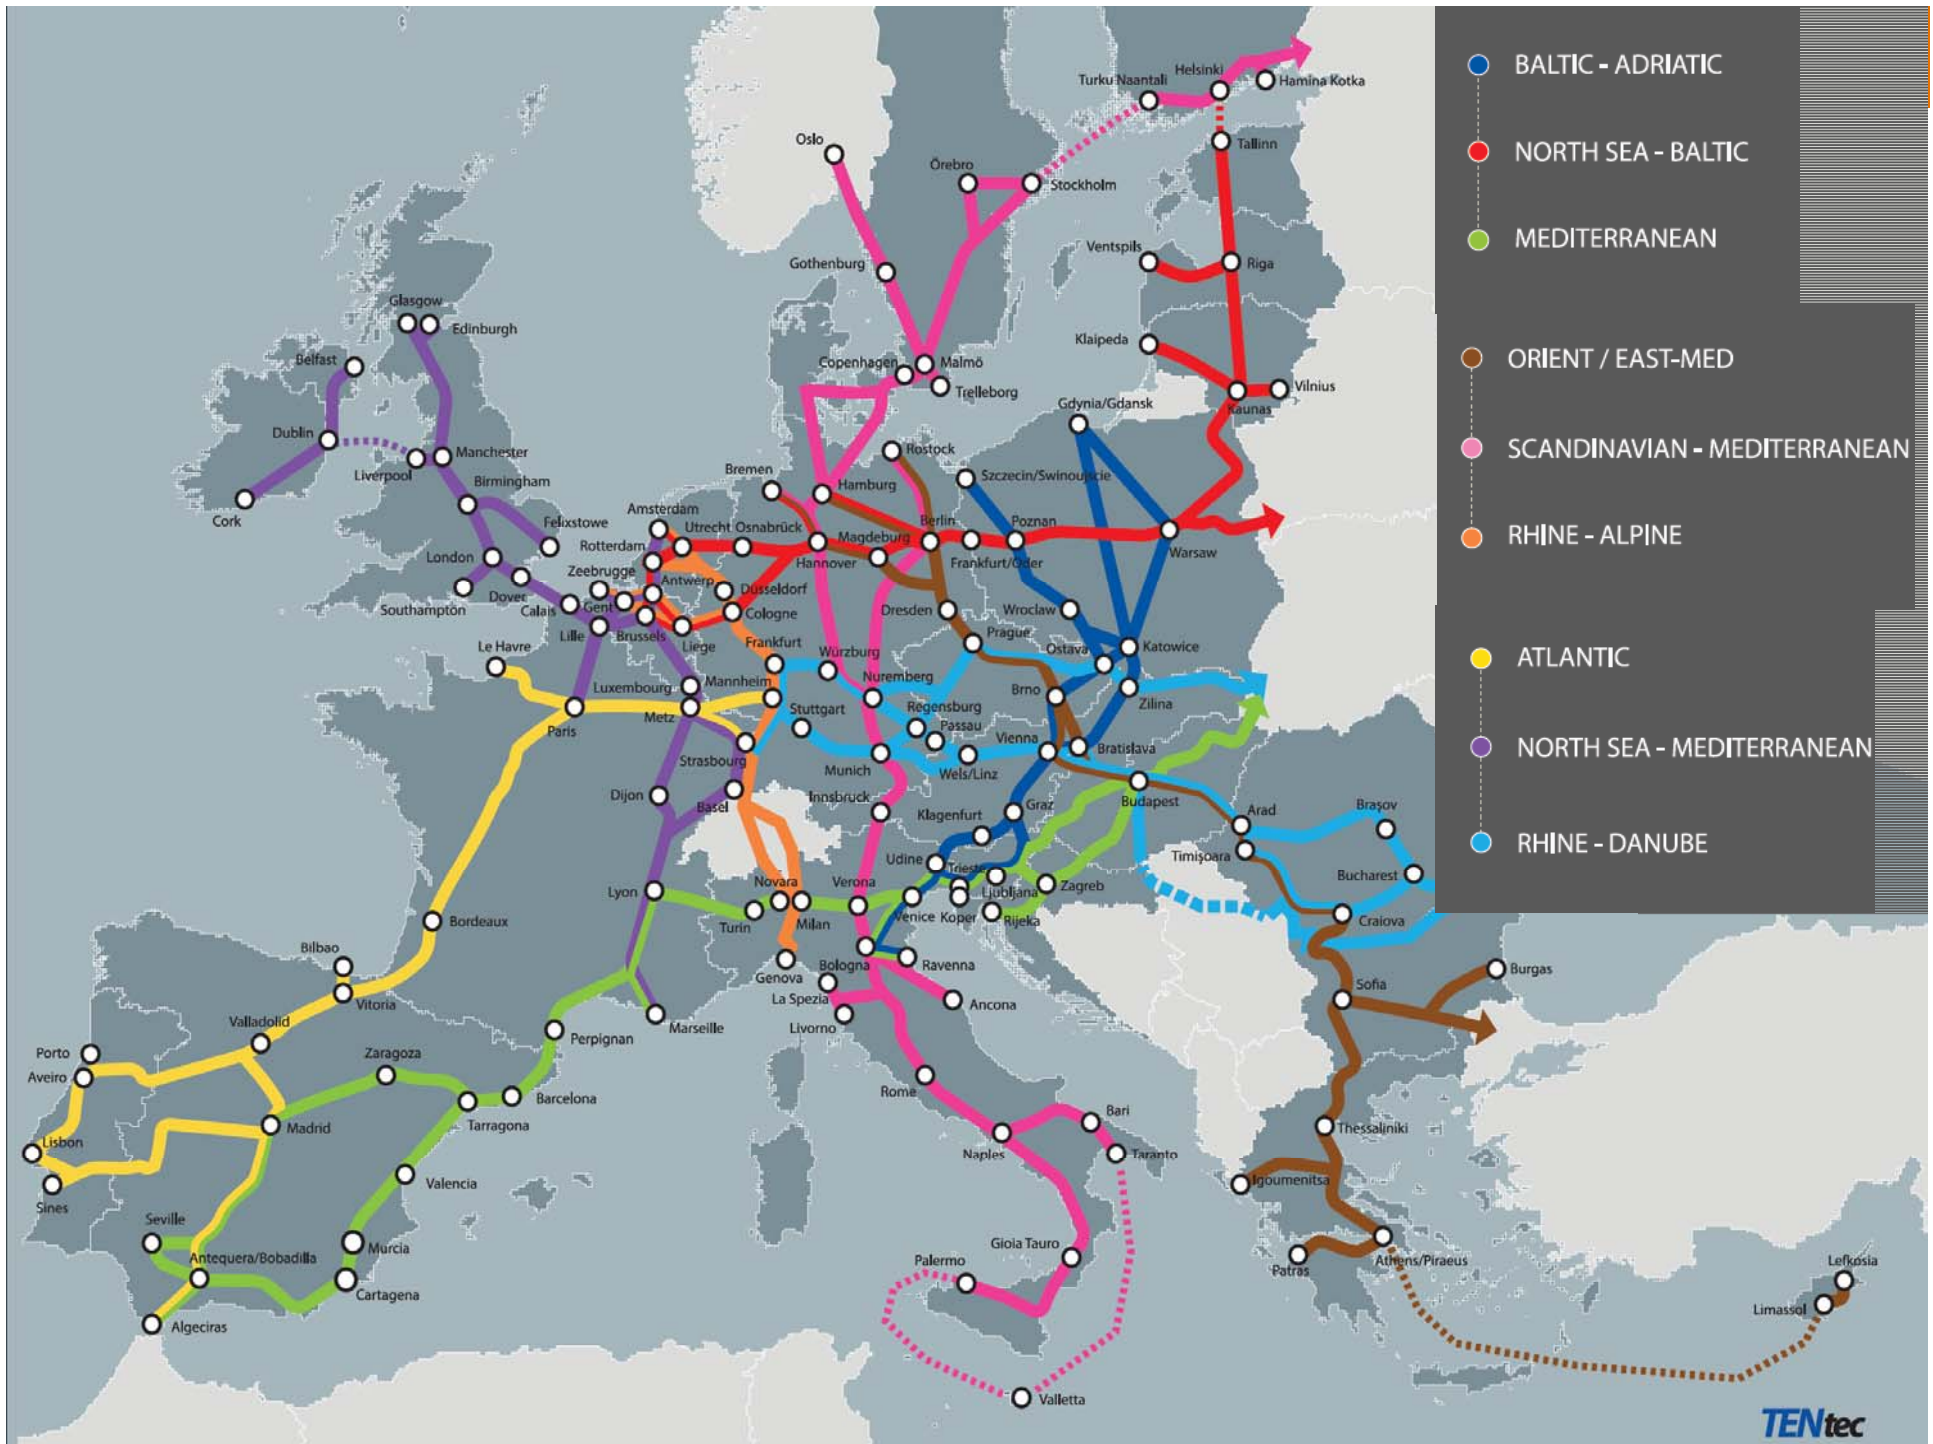 BALTIC - ADRIATIC
NORTH SEA - BALTIC
MEDITERRANEAN
ORIENT / EAST-MED
SCANDINAVIAN - MEDITERRANEAN
RHINE - ALPINE
ATLANTIC
NORTH SEA - MEDITERRANEAN
RHINE - DANUBE
Helsinki
Turku Naantali
Hamina Kotka
Oslo
Tallinn
Örebro
Stockholm
Ventspils
Gothenburg
Riga
Glasgow
Edinburgh
Klaipeda
Belfast
Copenhagen
Malmö
Trelleborg
Vilnius
Kaunas
Gdynia/Gdansk
Dublin
Manchester
Liverpool
Rostock
Bremen
Szczecin/Swinoujscie
Birmingham
Hamburg
Cork
Amsterdam
Felixstowe
Utrecht
Osnabrück
Magdeburg
Berlin
Poznan
Rotterdam
London
Hannover
Frankfurt/Oder
Warsaw
Zeebrugge
Antwerp
Düsseldorf
Southampton
Dover
Calais
Gent
Cologne
Dresden
Wroclaw
Lille
Brussels
Liege
Frankfurt
Prague
Le Havre
Würzburg
Ostava
Katowice
Luxembourg
Mannheim
Nuremberg
Brno
Zilina
Metz
Stuttgart
Regensburg
Paris
Passau
Vienna
Bratislava
Strasbourg
Munich
Wels/Linz
Dijon
Basel
Innsbruck
Budapest
Klagenfurt
Graz
Arad
Braşov
Timişoara
Udine
Trieste
Novara
Verona
Ljubljana
Zagreb
Bucharest
Lyon
Turin
Milan
Venice
Koper
Rijeka
Craiova
Bordeaux
Bilbao
Genova
Bologna
Ravenna
Burgas
La Spezia
Sofia
Vitoria
Ancona
Valladolid
Marseille
Livorno
Porto
Zaragoza
Perpignan
Aveiro
Rome
Barcelona
Bari
Madrid
Tarragona
Thessaliniki
Lisbon
Naples
Taranto
Valencia
Igoumenitsa
Sines
Seville
Murcia
Gioia Tauro
Antequera/Bobadilla
Palermo
Athens/Piraeus
Lefkosia
Patras
Cartagena
Limassol
Algeciras
Valletta
TENtec